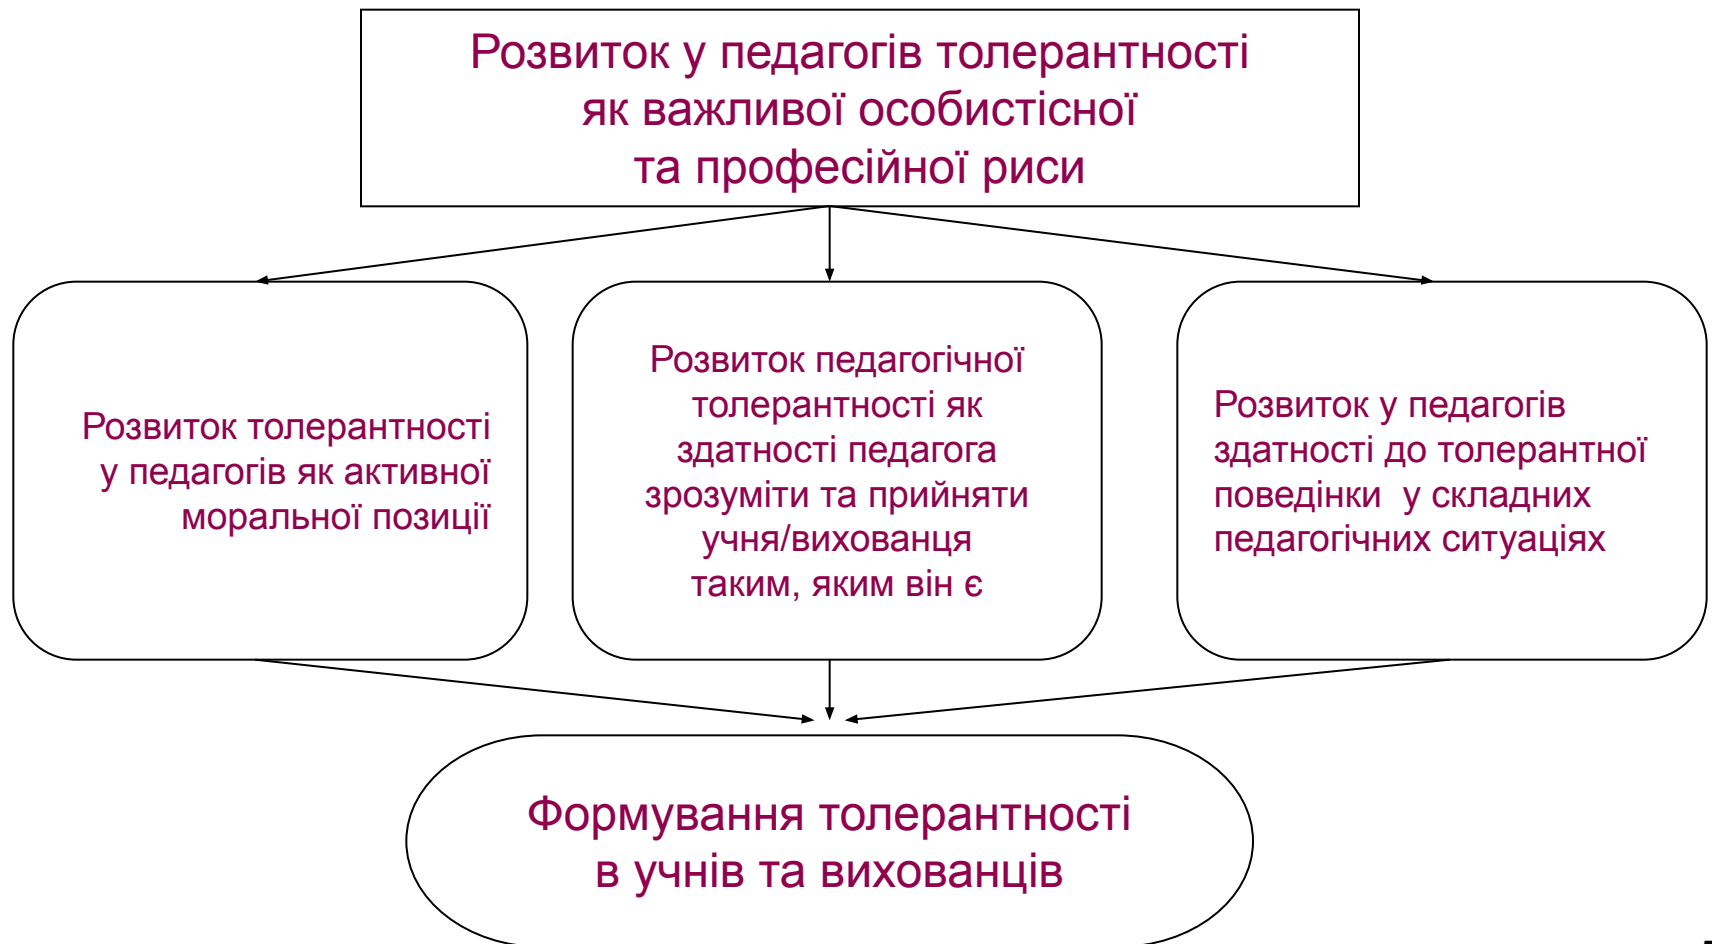 Розвиток у педагогів толерантності
як важливої особистісної
та професійної риси
Розвиток толерантності
у педагогів як активної
моральної позиції
Розвиток педагогічної
толерантності як
здатності педагога
зрозуміти та прийняти
учня/вихованця
таким, яким він є
Розвиток у педагогів
здатності до толерантної
поведінки  у складних
педагогічних ситуаціях
Формування толерантності
в учнів та вихованців